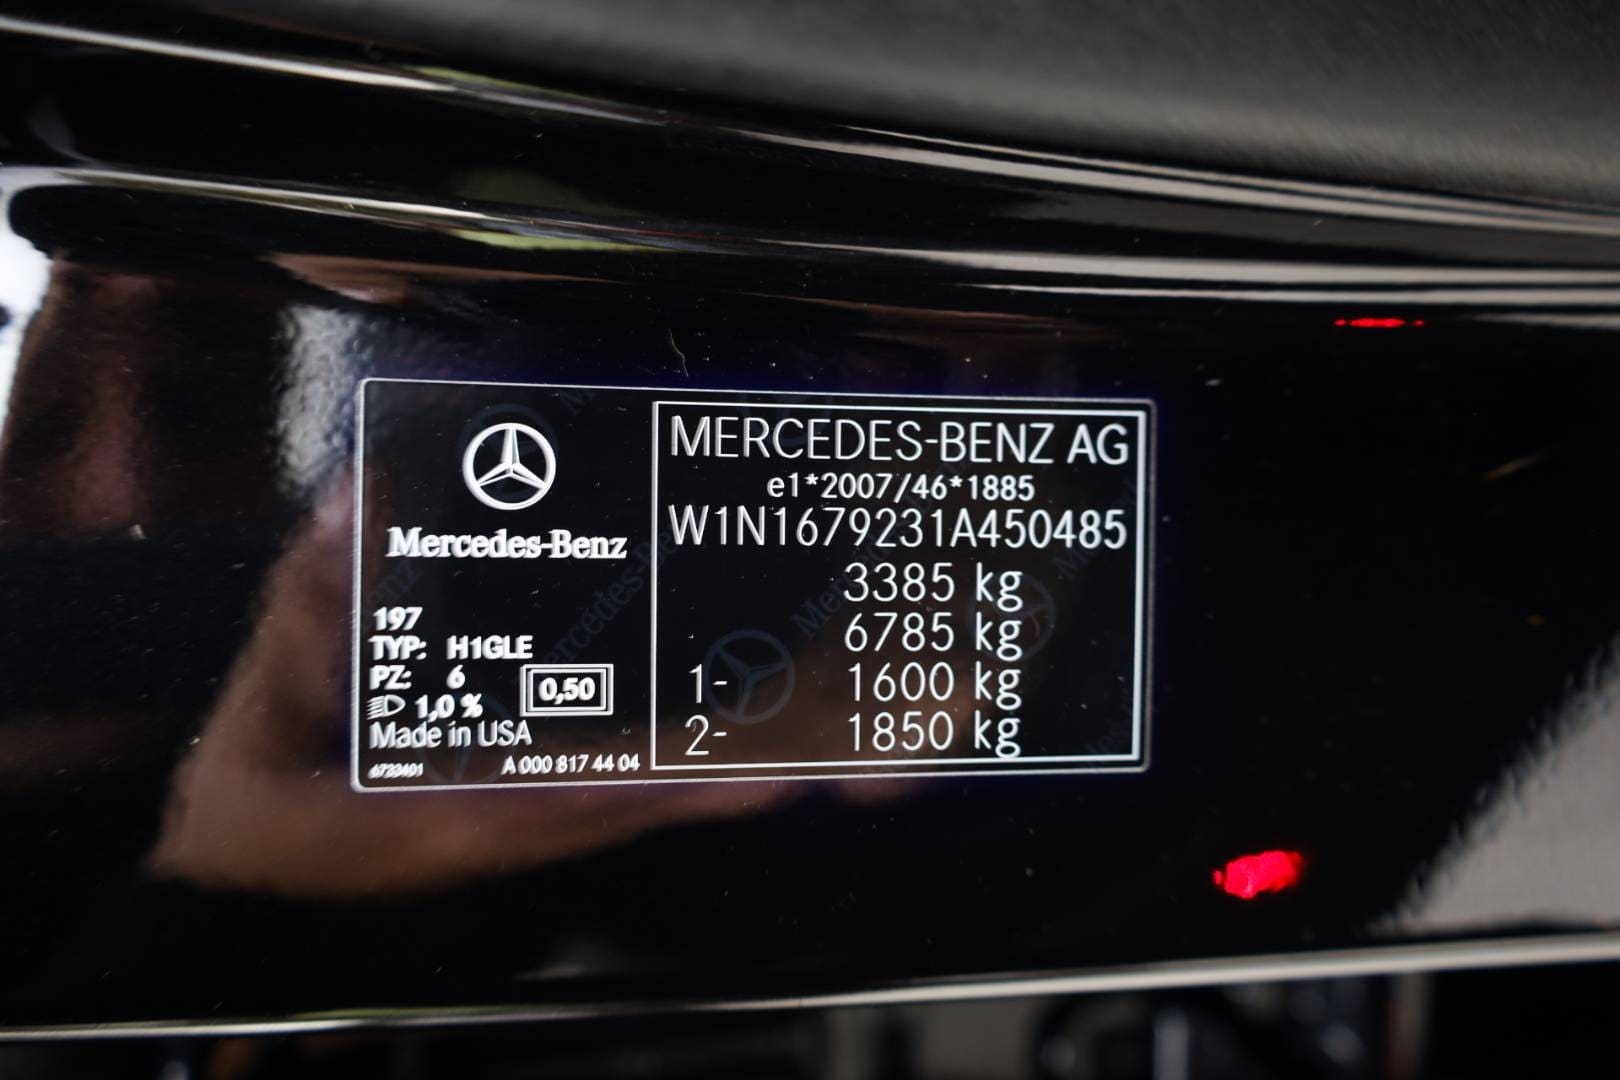 Mercedes-Benz
197
TYP: H1GLE
PZ: 6
1,0 %
0,50
Made in USA
6733401
A 000 817 44 04
MERCEDES-BENZ AG
e1*2007/46*1885
W1N1679231A450485
3385 kg
6785 kg
1- 1600 kg
2- 1850 kg